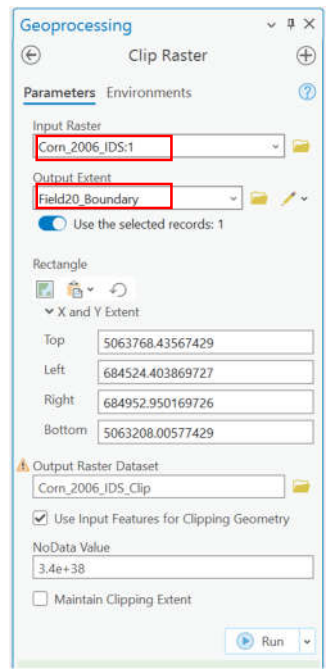 Geoprocessing
Clip Raster
Parameters Environments
Input Raster
Corn_2006_IDS:1
Output Extent
Field20_Boundary
Use the selected records: 1
Rectangle
X and Y Extent
Top 5063768.43567429
Left 684524.403869727
Right 684952.950169726
Bottom 5063208.00577429
Output Raster Dataset
Corn_2006_IDS_Clip
Use Input Features for Clipping Geometry
NoData Value
3.4e+38
Maintain Clipping Extent
Run